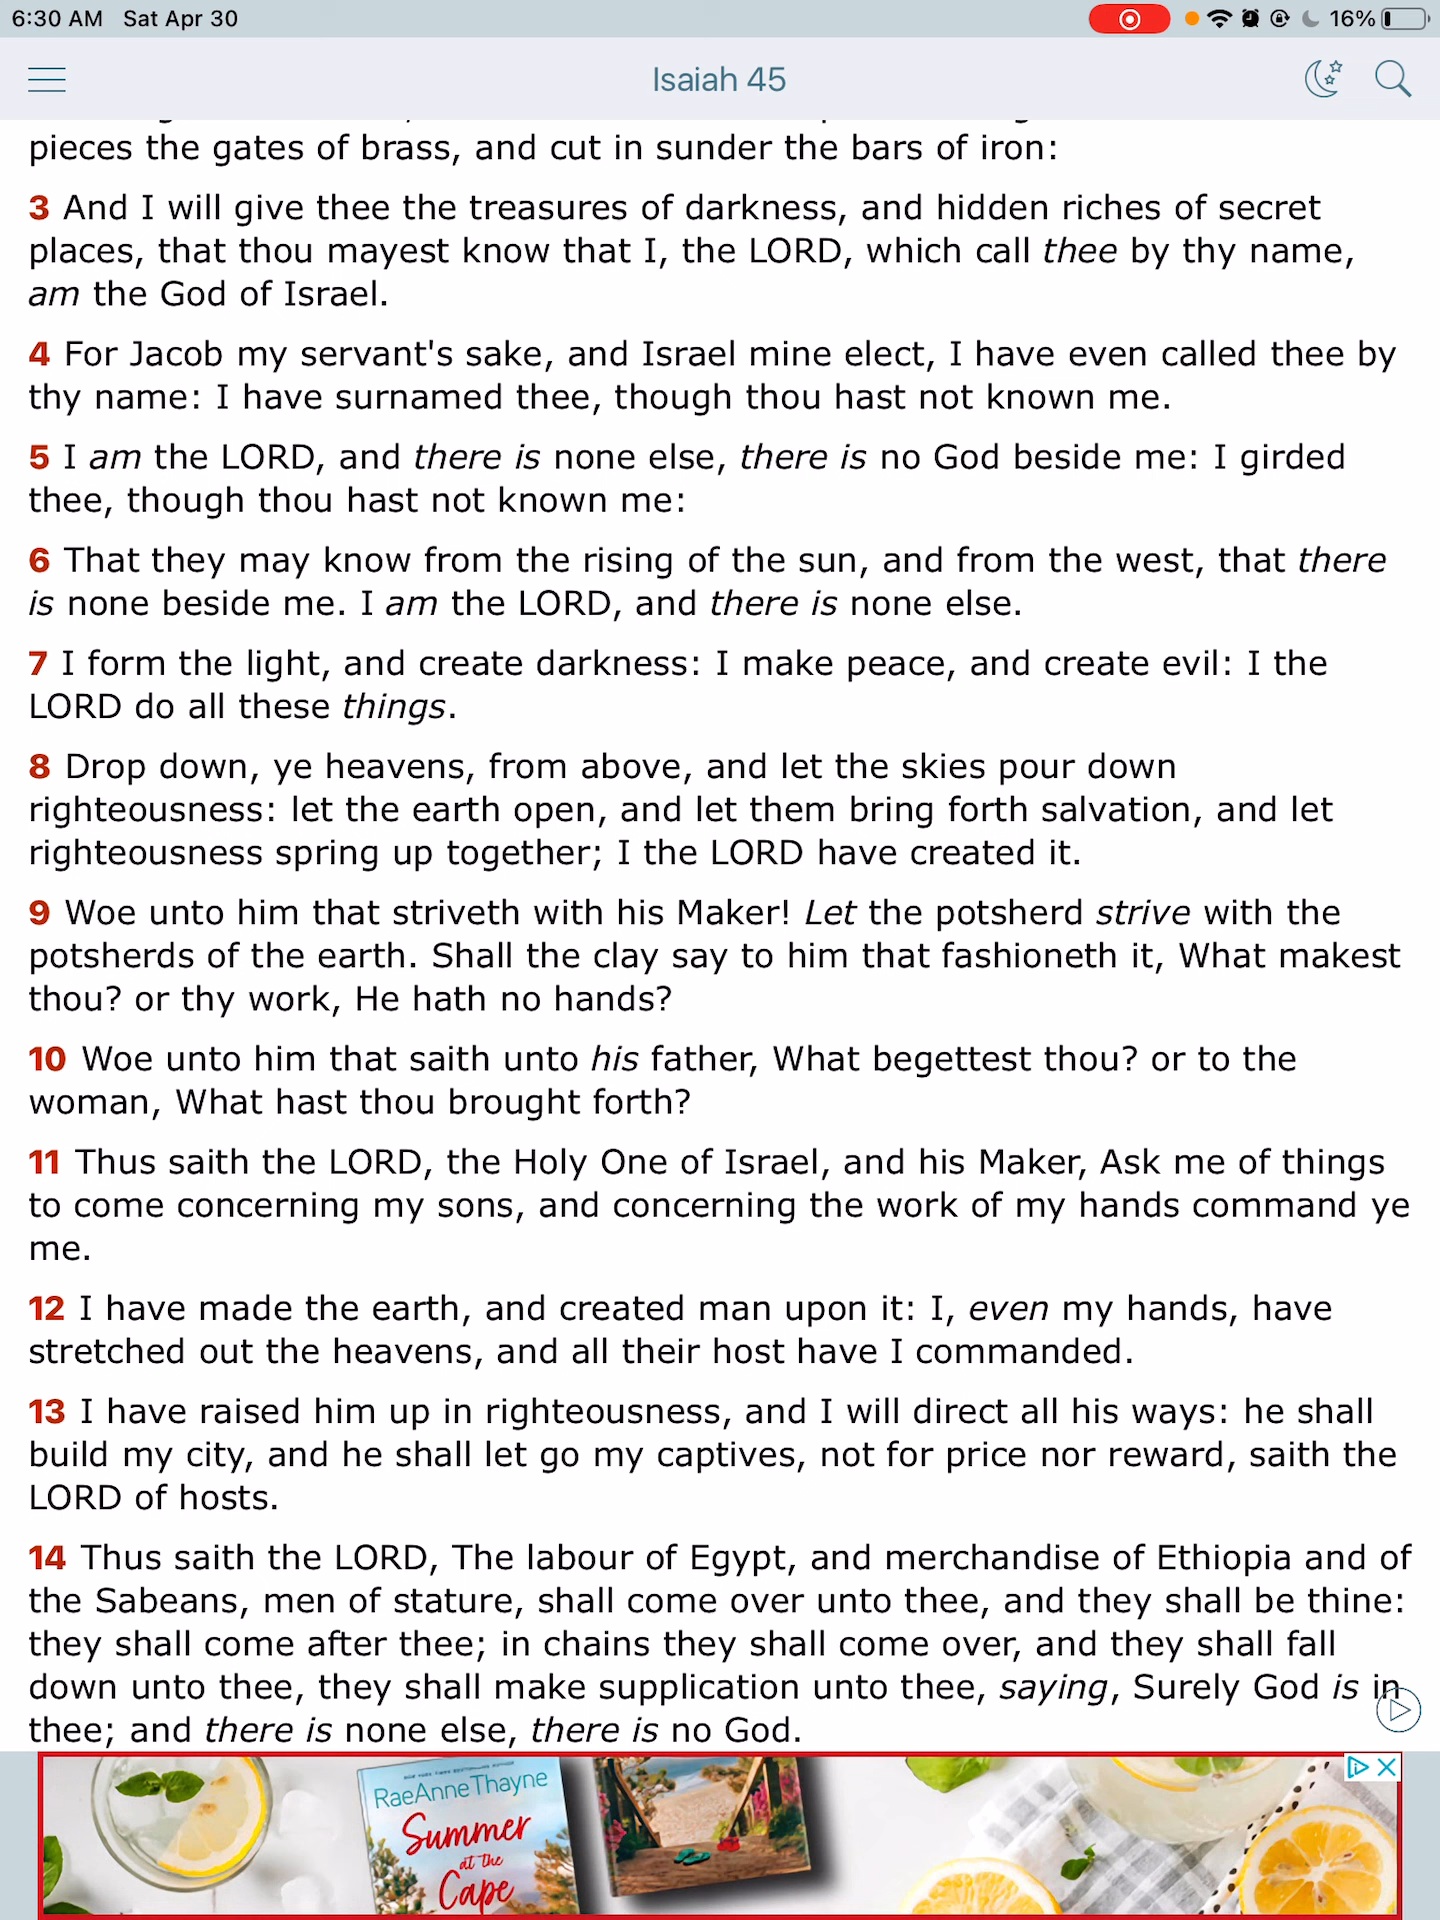 6:30 AM Sat Apr 30
16%
Isaiah 45
pieces the gates of brass, and cut in sunder the bars of iron:
3 And I will give thee the treasures of darkness, and hidden riches of secret
places, that thou mayest know that I, the LORD, which call thee by thy name,
am the God of Israel.
4 For Jacob my servant's sake, and Israel mine elect, I have even called thee by
thy name: I have surnamed thee, though thou hast not known me.
5 I am the LORD, and there is none else, there is no God beside me: I girded
thee, though thou hast not known me:
6 That they may know from the rising of the sun, and from the west, that there
is none beside me. I am the LORD, and there is none else.
7 I form the light, and create darkness: I make peace, and create evil: I the
LORD do all these things.
8 Drop down, ye heavens, from above, and let the skies pour down
righteousness: let the earth open, and let them bring forth salvation, and let
righteousness spring up together; I the LORD have created it.
9 Woe unto him that striveth with his Maker! Let the potsherd strive with the
potsherds of the earth. Shall the clay say to him that fashioneth it, What makest
thou? or thy work, He hath no hands?
10 Woe unto him that saith unto his father, What begettest thou? or to the
woman, What hast thou brought forth?
11 Thus saith the LORD, the Holy One of Israel, and his Maker, Ask me of things
to come concerning my sons, and concerning the work of my hands command ye
me.
12 I have made the earth, and created man upon it: I, even my hands, have
stretched out the heavens, and all their host have I commanded.
13 I have raised him up in righteousness, and I will direct all his ways: he shall
build my city, and he shall let go my captives, not for price nor reward, saith the
LORD of hosts.
14 Thus saith the LORD, The labour of Egypt, and merchandise of Ethiopia and of
the Sabeans, men of stature, shall come over unto thee, and they shall be thine:
they shall come after thee; in chains they shall come over, and they shall fall
down unto thee, they shall make supplication unto thee, saying, Surely God is in
thee; and there is none else, there is no God.
RaeAnne Thayne
Summer
at the
Cape